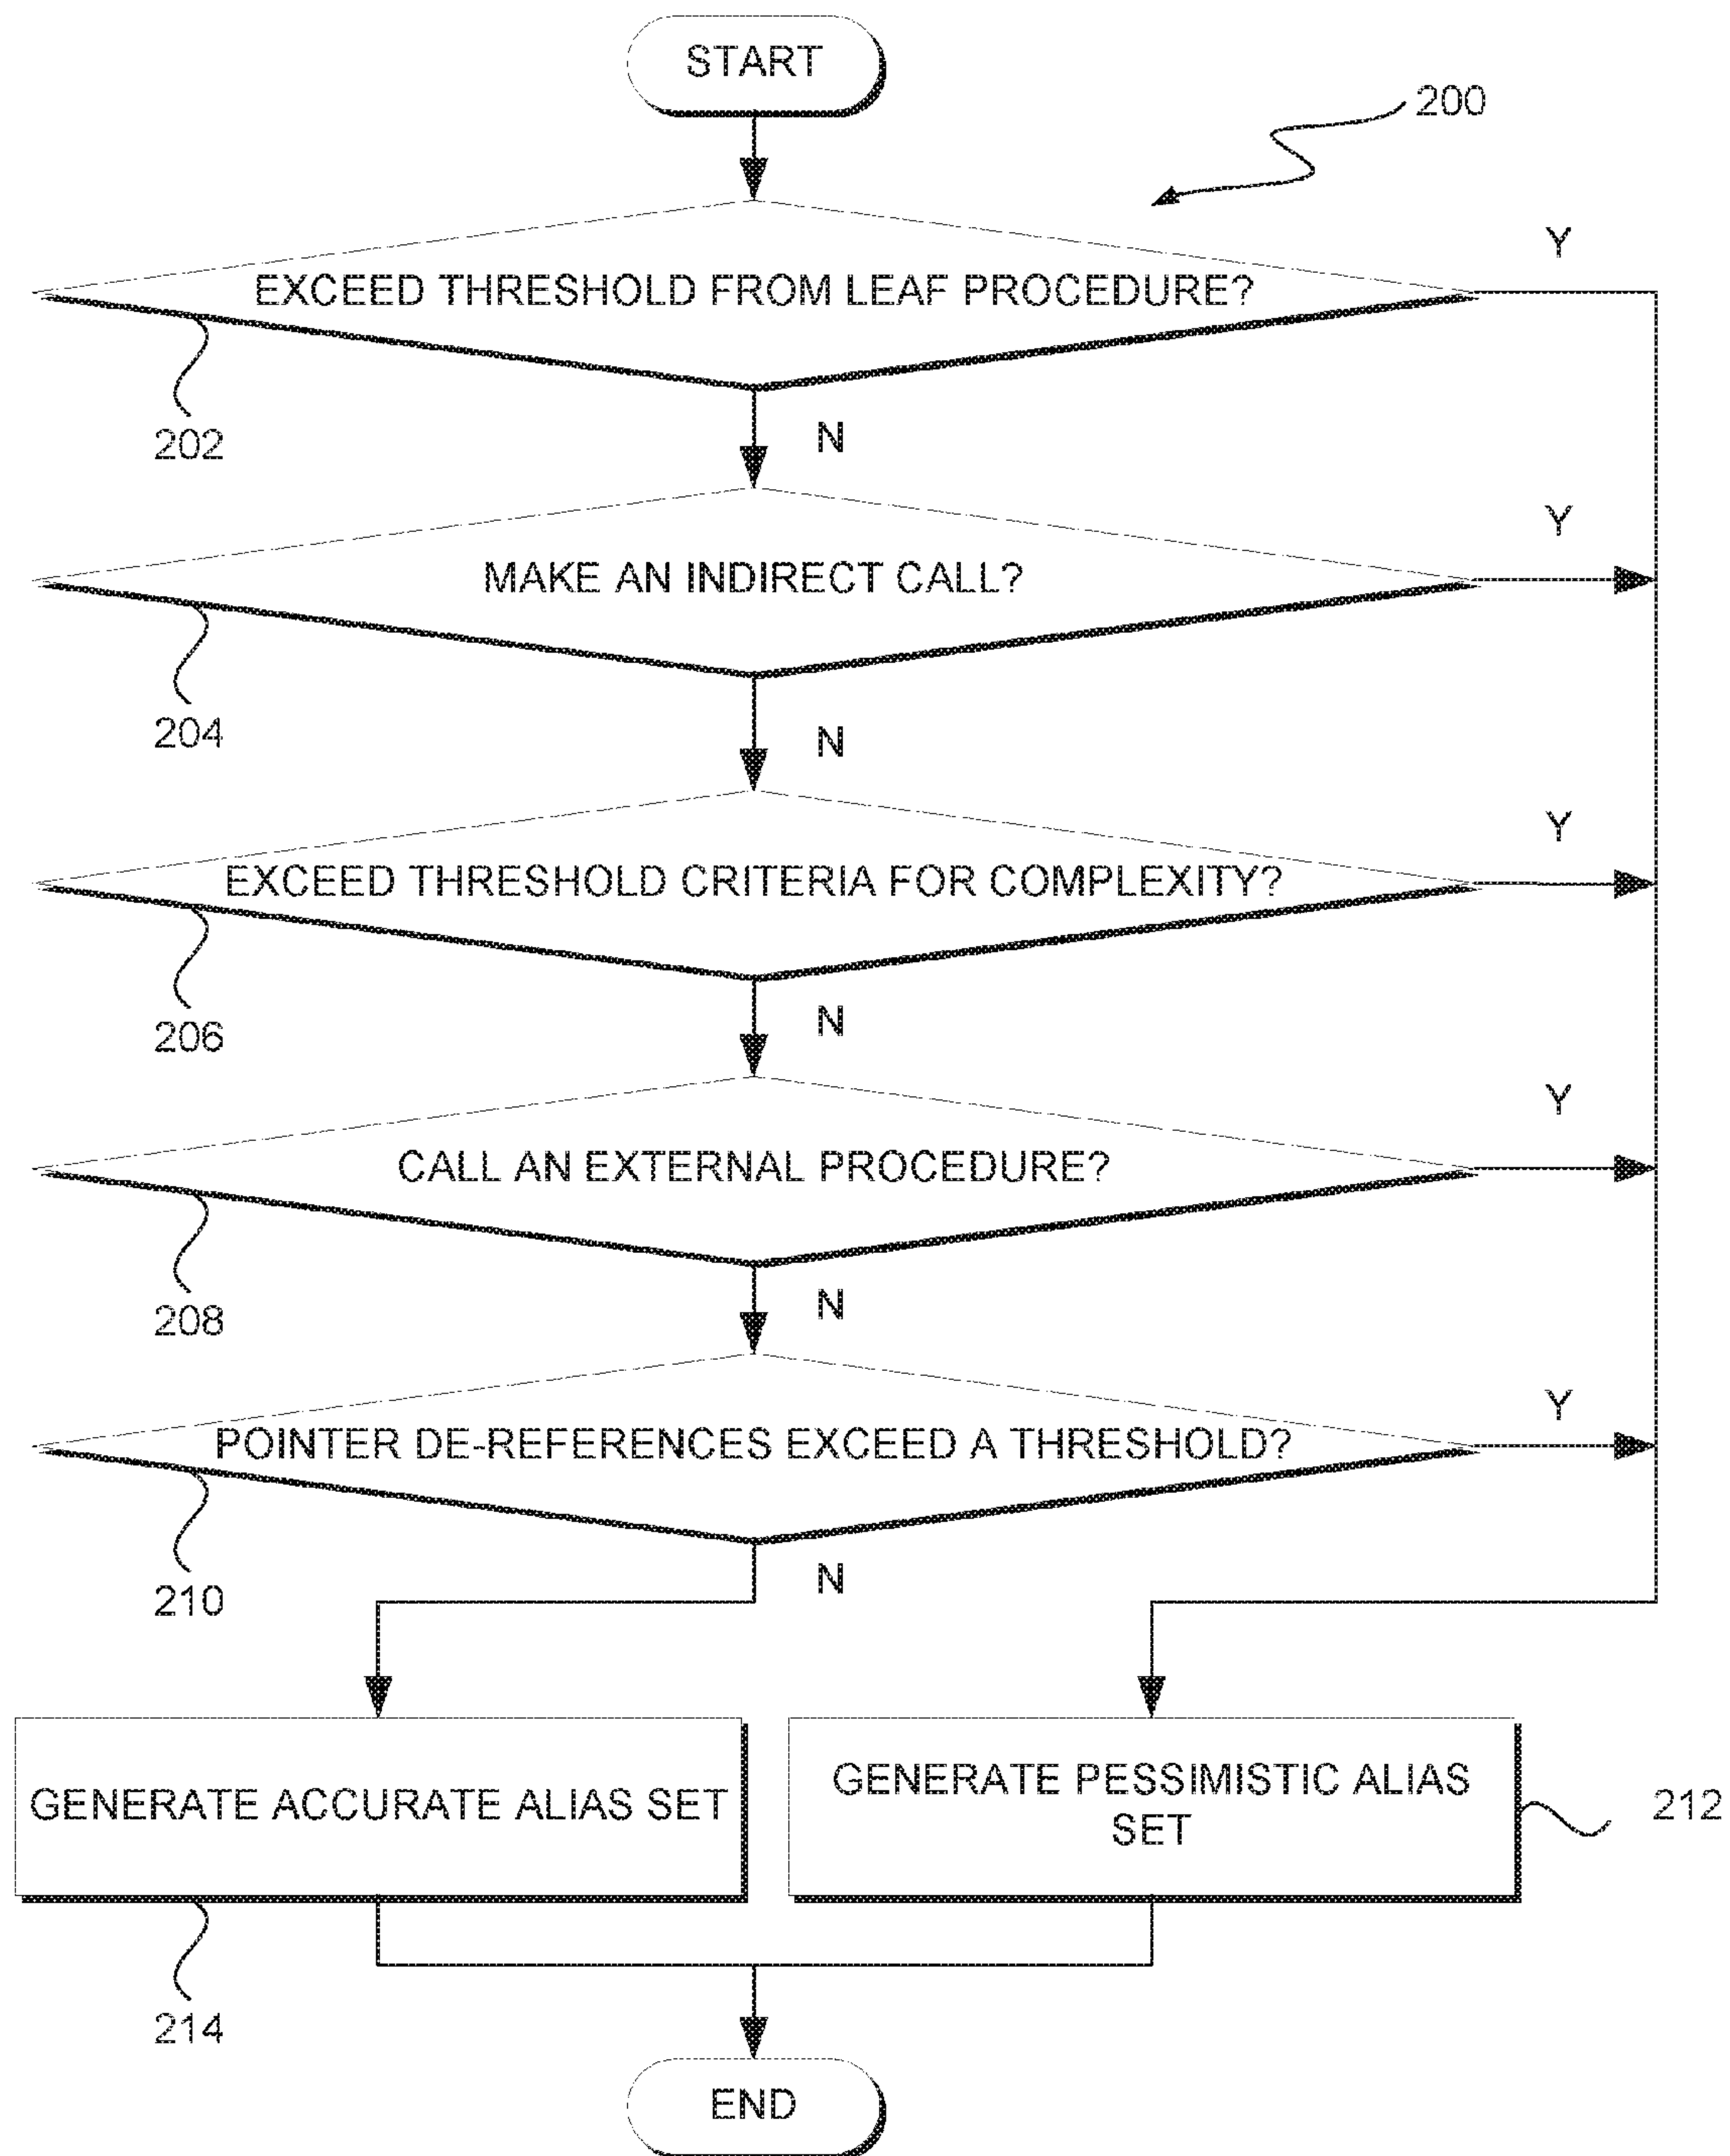 START
200
EXCEED THRESHOLD FROM LEAF PROCEDURE?
Y
202
N
MAKE AN INDIRECT CALL?
Y
204
N
EXCEED THRESHOLD CRITERIA FOR COMPLEXITY?
Y
206
N
CALL AN EXTERNAL PROCEDURE?
Y
208
N
POINTER DE-REFERENCES EXCEED A THRESHOLD?
Y
210
N
GENERATE ACCURATE ALIAS SET
GENERATE PESSIMISTIC ALIAS
SET
212
214
END